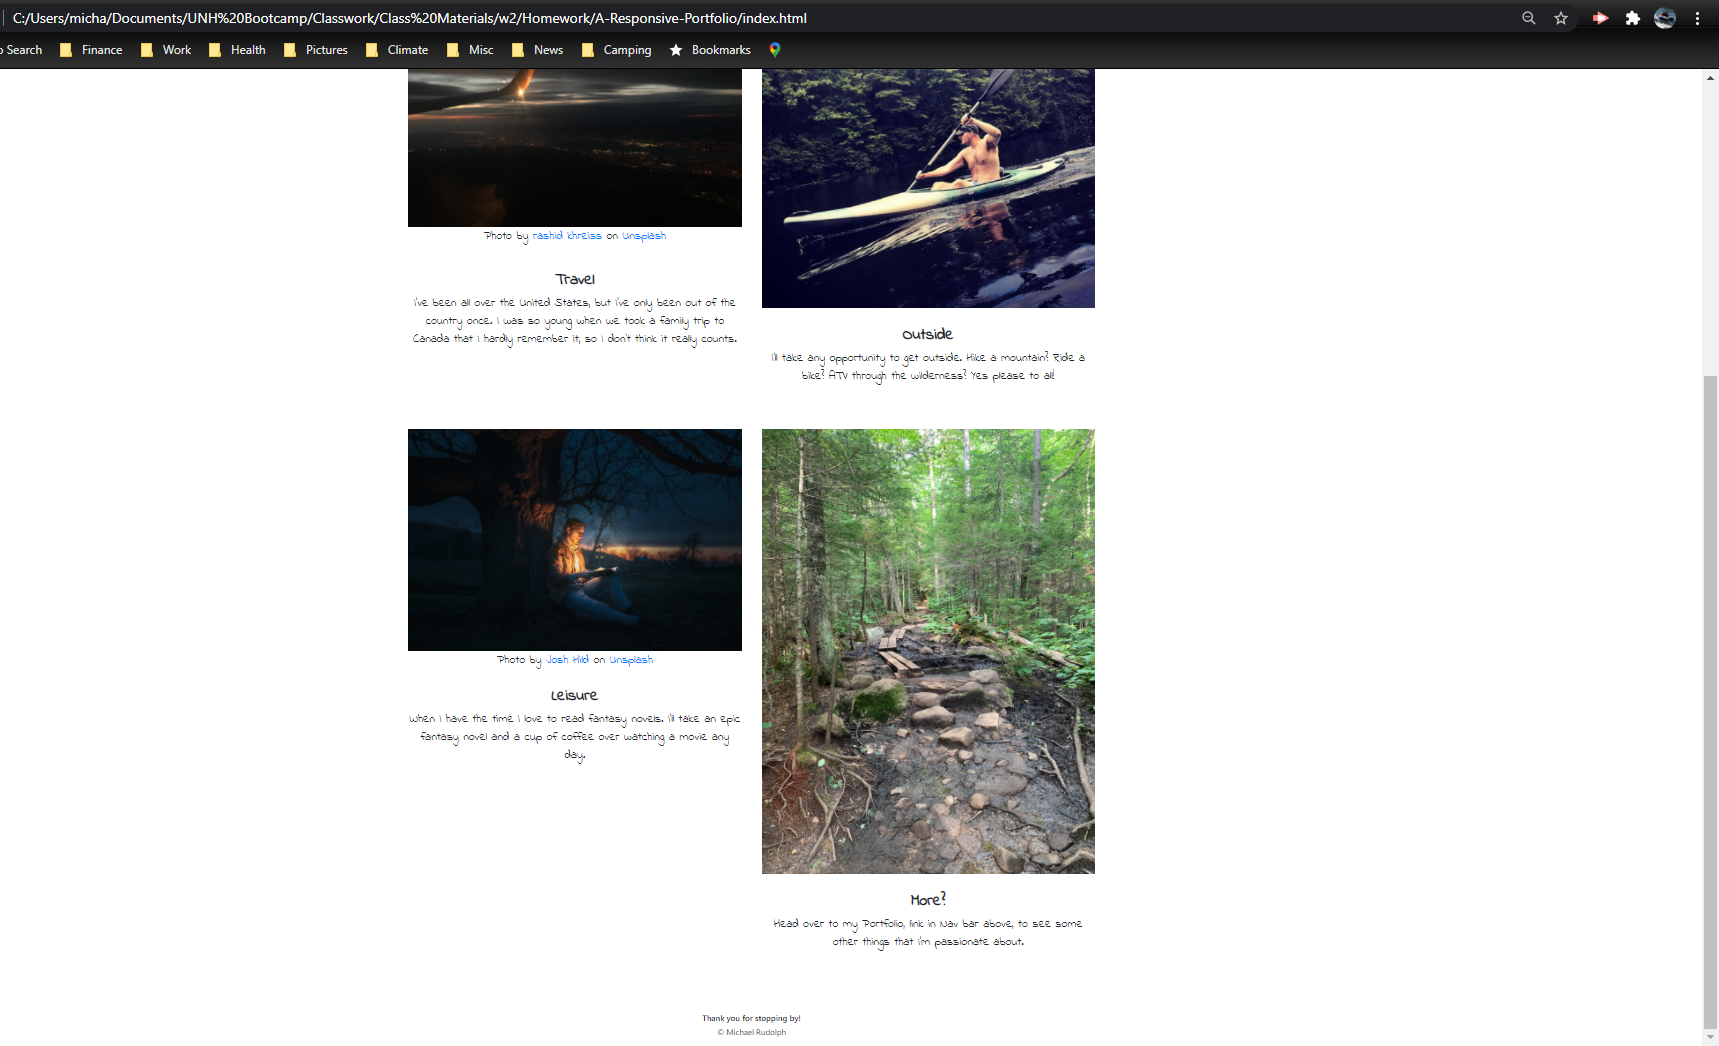 C:/Users/micha/Documents/UNH%20Bootcamp/Classwork/Class%20Materials/w2/Homework/A-Responsive-Portfolio/index.html
Search Finance Work Health Pictures Climate Misc News Camping Bookmarks
Photo by rashid khreiss on Unsplash
Travel
I've been all over the United States, but I've only been out of the
country once. I was so young when we took a family trip to
Canada that I hardly remember it, so I don't think it really counts.
Outside
I'll take any opportunity to get outside. Hike a mountain? Ride a
bike? ATV through the wilderness? Yes please to all!
Photo by Josh Hild on Unsplash
Leisure
When I have the time I love to read fantasy novels. I'll take an epic
fantasy novel and a cup of coffee over watching a movie any
day.
More?
Head over to my Portfolio, link in Nav bar above, to see some
other things that I'm passionate about.
Thank you for stopping by!
© Michael Rudolph